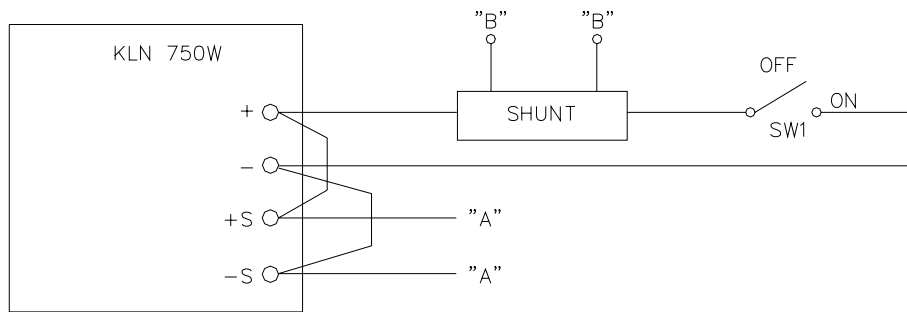 "B" "B"
KLN 750W
OFF
+
SHUNT
ON
SW1
-
+S
"A"
-S
"A"